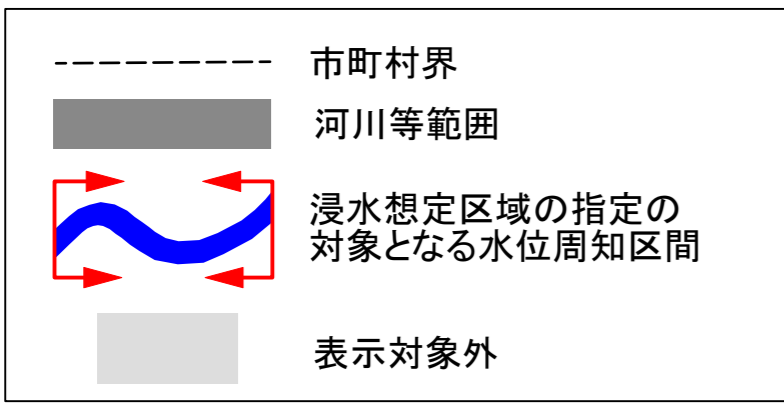 市町村界
河川等範囲
浸水想定区域の指定の
対象となる水位周知区間
表示対象外